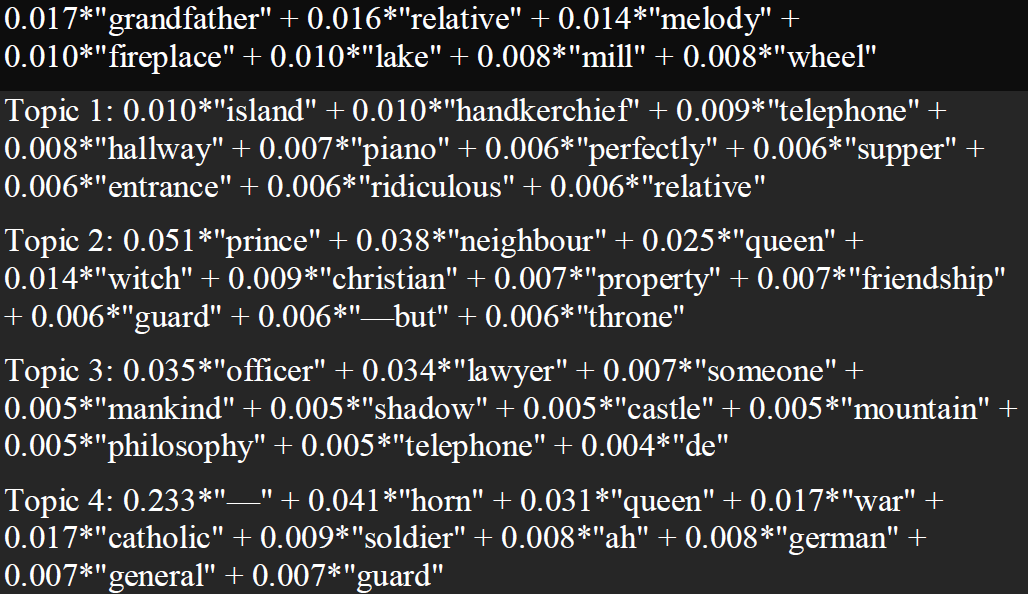 0.017*"grandfather" + 0.016*"relative" + 0.014*"melody" +
0.010*"fireplace" + 0.010*"lake" + 0.008*"mill" + 0.008*"wheel"
Topic 1: 0.010*"island" + 0.010*"handkerchief" + 0.009*"telephone" +
0.008*"hallway" + 0.007*"piano" + 0.006*"perfectly" + 0.006*"supper" +
0.006*"entrance" + 0.006*"ridiculous" + 0.006*"relative"
Topic 2: 0.051*"prince" + 0.038*"neighbour" + 0.025*"queen" +
0.014*"witch" + 0.009*"christian" + 0.007*"property" + 0.007*"friendship"
+ 0.006*"guard" + 0.006*"—but" + 0.006*"throne"
Topic 3: 0.035*"officer" + 0.034*"lawyer" + 0.007*"someone" +
0.005*"mankind" + 0.005*"shadow" + 0.005*"castle" + 0.005*"mountain" +
0.005*"philosophy" + 0.005*"telephone" + 0.004*"de"
Topic 4: 0.233*"—" + 0.041*"horn" + 0.031*"queen" + 0.017*"war" +
0.017*"catholic" + 0.009*"soldier" + 0.008*"ah" + 0.008*"german" +
0.007*"general" + 0.007*"guard"